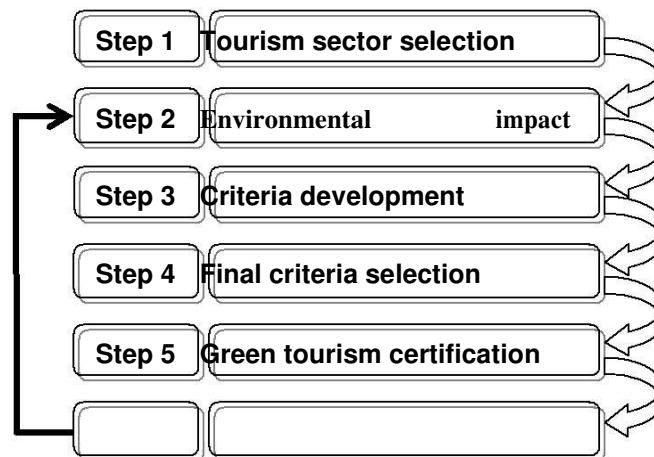 Step 1 Tourism sector selection
Step 2 Environmental impact
Step 3 Criteria development
Step 4 Final criteria selection
Step 5 Green tourism certification